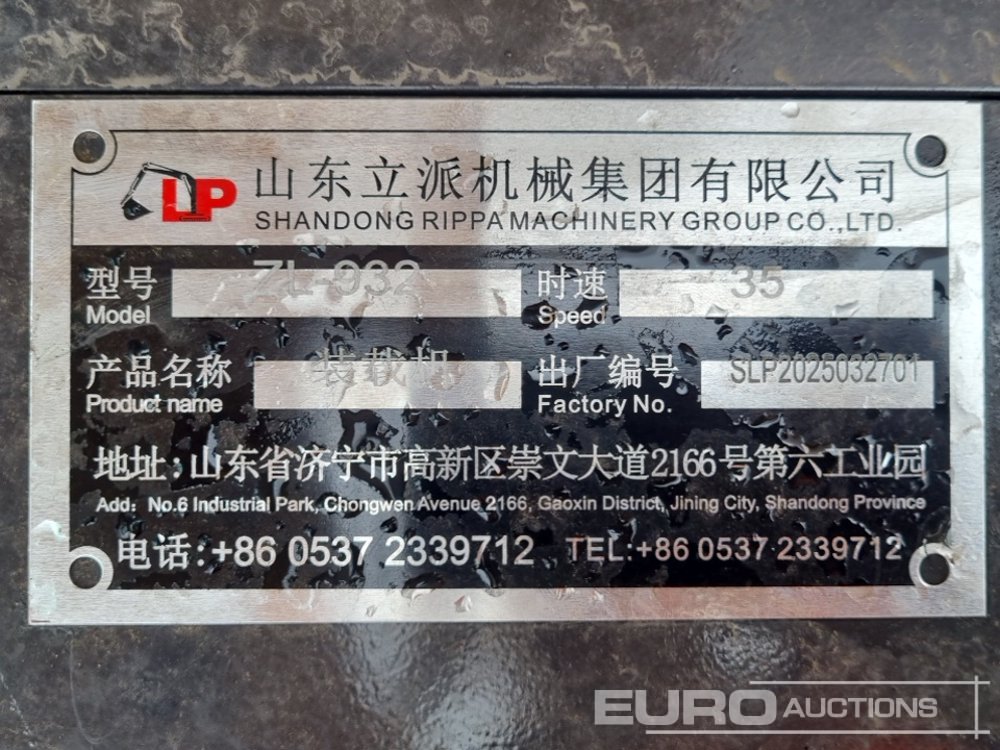 LP 山东立派机械集团有限公司
SHANDONG RIPPA MACHINERY GROUP CO.,LTD.
型号 ZL-932 时速 35
Model Speed
产品名称 装载机 出厂编号 SLP2025032701
Product name Factory No.
地址:山东省济宁市高新区崇文大道2166号第六工业园
Add: No.6 Industrial Park, Chongwen Avenue 2166, Gaoxin District, Jining City, Shandong Province
电话:+86 0537 2339712 TEL:+86 0537 2339712
EURO AUCTIONS